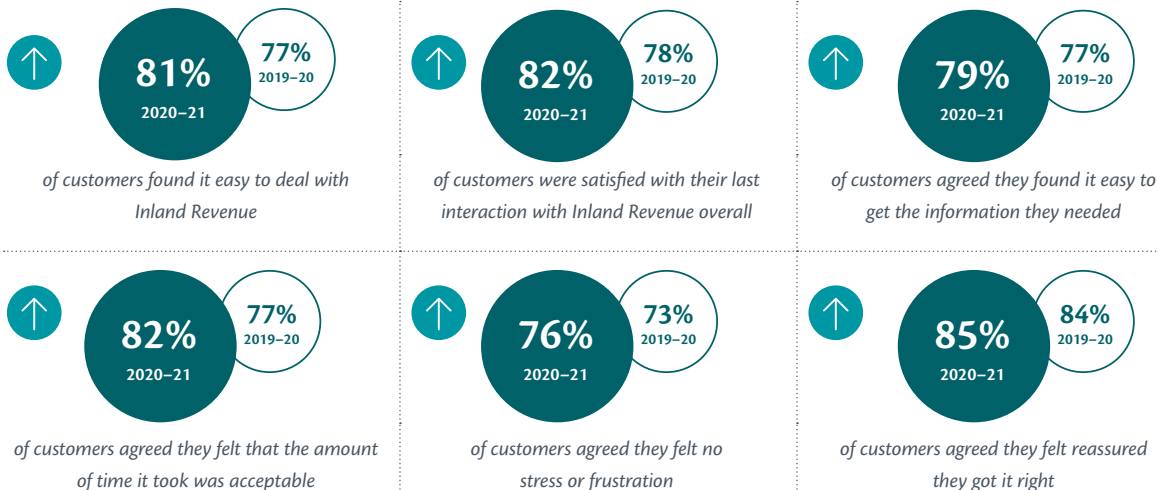 81%
2020–21
77%
2019–20
of customers found it easy to deal with
Inland Revenue
82%
2020–21
78%
2019–20
of customers were satisfied with their last
interaction with Inland Revenue overall
79%
2020–21
77%
2019–20
of customers agreed they found it easy to
get the information they needed
82%
2020–21
77%
2019–20
of customers agreed they felt that the amount
of time it took was acceptable
76%
2020–21
73%
2019–20
of customers agreed they felt no
stress or frustration
85%
2020–21
84%
2019–20
of customers agreed they felt reassured
they got it right